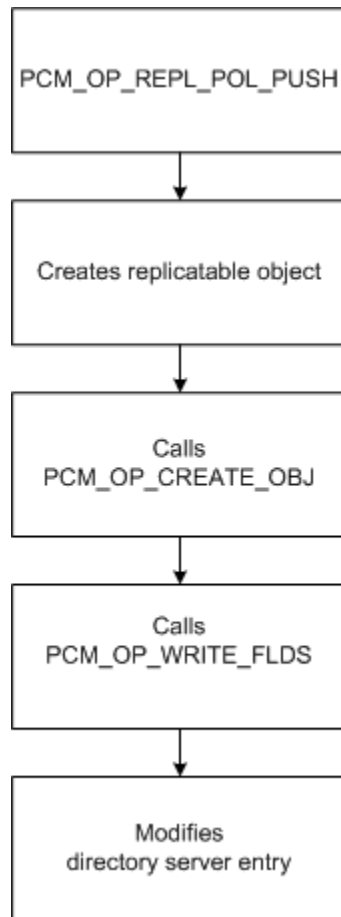 PCM_OP_REPL_POL_PUSH
Creates replicatable object
Calls
PCM_OP_CREATE_OBJ
Calls
PCM_OP_WRITE_FLDS
Modifies
directory server entry